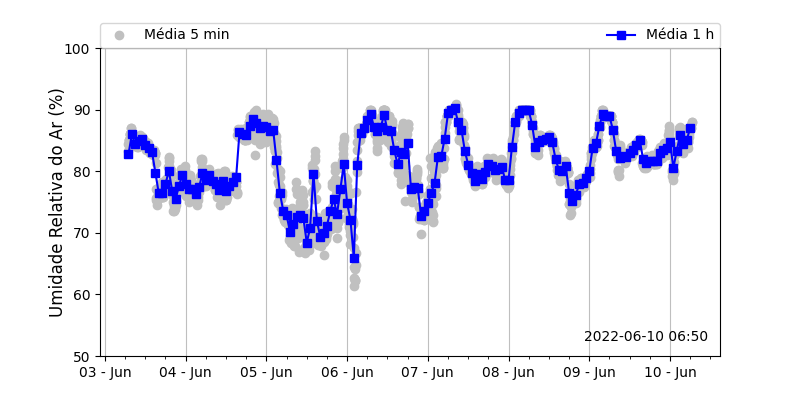 Média 5 min
Média 1 h
Umidade Relativa do Ar (%)
100
90
80
70
60
50
2022-06-10 06:50
03 - Jun
04 - Jun
05 - Jun
06 - Jun
07 - Jun
08 - Jun
09 - Jun
10 - Jun